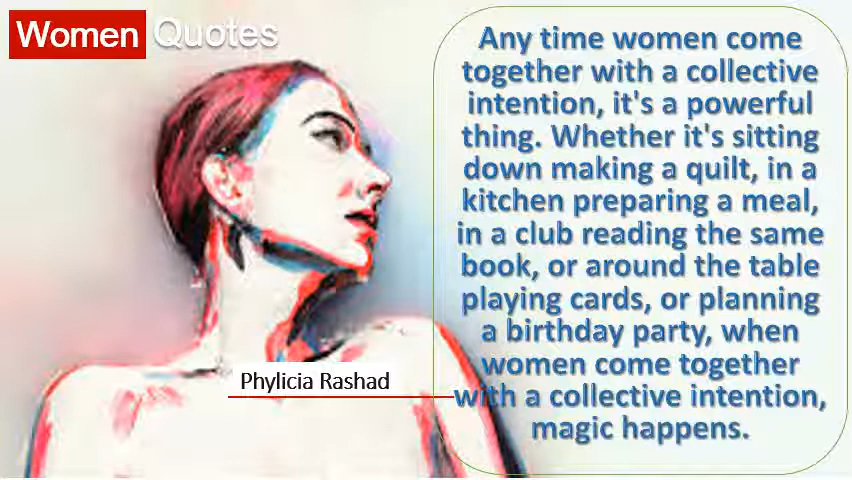 Women Quotes
Any time women come
together with a collective
intention, it's a powerful
thing. Whether it's sitting
down making a quilt, in a
kitchen preparing a meal,
in a club reading the same
book, or around the table
playing cards, or planning
a birthday party, when
women come together
with a collective intention,
magic happens.
Phylicia Rashad